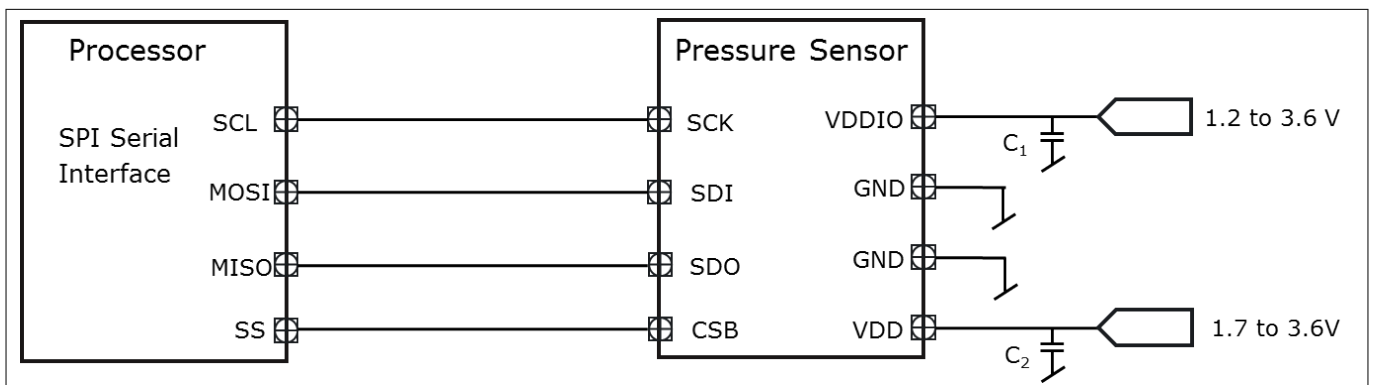 Processor
Pressure Sensor
SPI Serial
Interface
SCL
MOSI
MISO
SS
SCK
SDI
SDO
CSB
VDDIO
GND
GND
VDD
C₁
C₂
1.2 to 3.6 V
1.7 to 3.6V